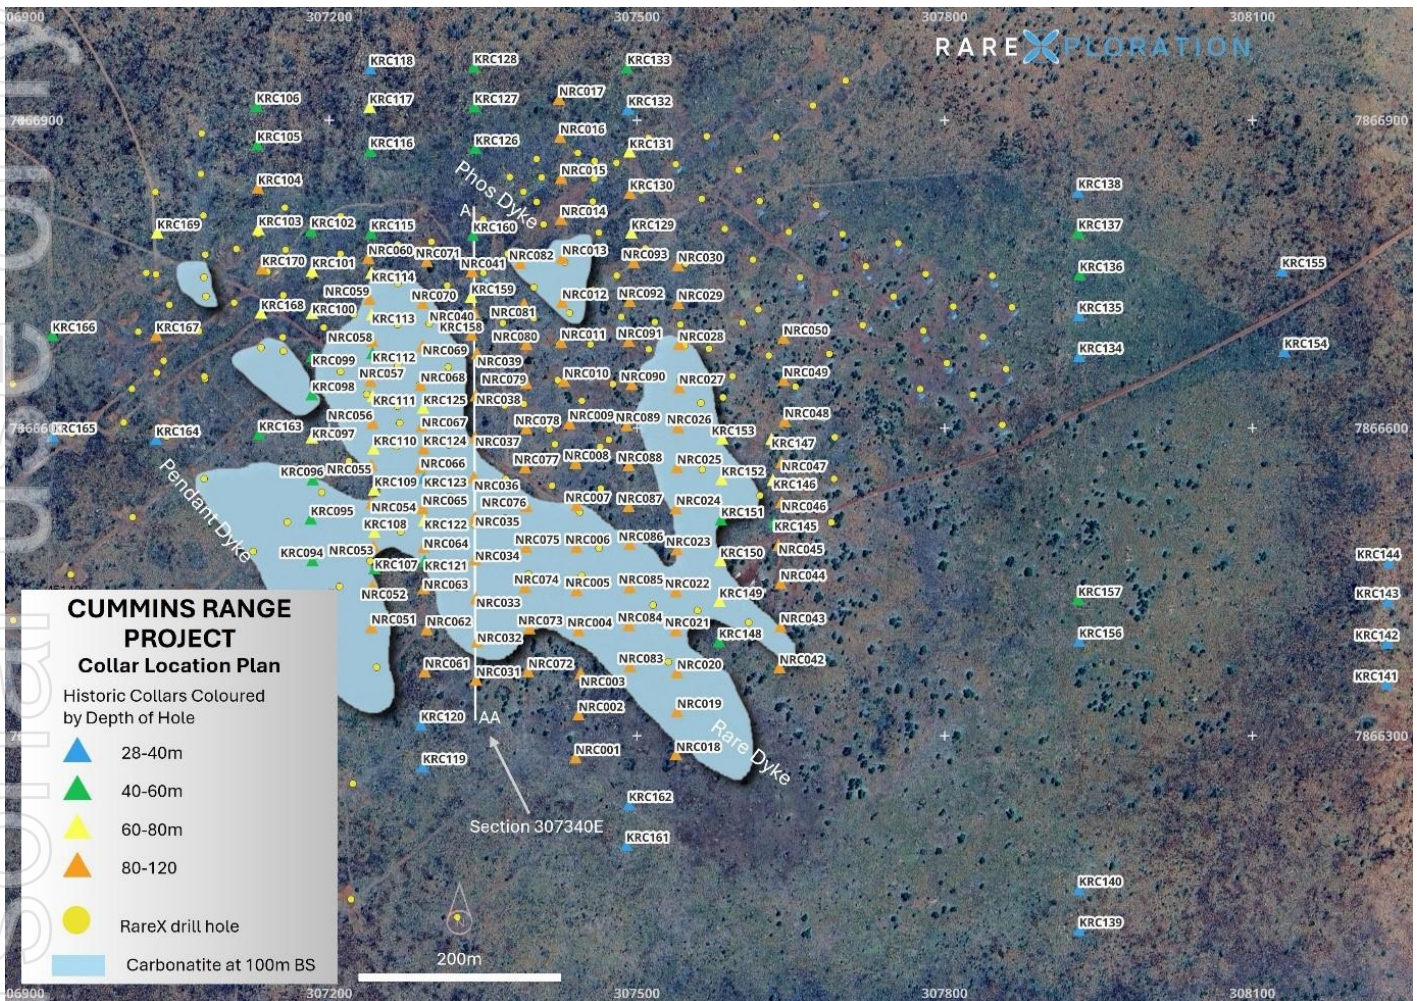 06900
307200
307500
307800
308100
RAREXPLORATION
KRC118
KRC128
KRC133
KRC106
KRC117
KRC127
NRC017
KRC132
7866900
7866900
KRC105
KRC116
KRC126
NRC016
KRC131
Phos Dyke
KRC104
NRC015
KRC130
KRC138
A
KRC169
KRC103
KRC102
KRC115
KRC160
NRC014
KRC129
KRC137
NRC060
NRC071
NRC041
NRC082
NRC013
NRC093
NRC030
KRC170
KRC101
KRC114
KRC136
KRC155
NRC059
NRC070
KRC159
NRC012
NRC092
NRC029
KRC168
KRC100
KRC113
NRC040
NRC081
KRC135
KRC166
KRC167
KRC158
NRC058
NRC080
NRC011
NRC091
NRC028
NRC050
KRC099
KRC112
NRC069
NRC039
KRC134
KRC154
NRC057
NRC068
NRC079
NRC010
NRC090
NRC027
NRC049
KRC098
KRC111
KRC125
NRC038
NRC056
NRC067
NRC078
NRC009
NRC089
NRC026
NRC048
KRC165
KRC164
KRC163
KRC097
KRC110
KRC124
NRC037
KRC153
KRC147
7866600
KRC096
NRC055
NRC066
NRC077
NRC008
NRC088
NRC025
KRC152
NRC047
Pendant Dyke
KRC109
KRC123
NRC036
KRC146
KRC095
NRC054
NRC065
NRC076
NRC007
NRC087
NRC024
KRC151
NRC046
KRC108
KRC122
NRC035
KRC145
KRC094
NRC053
NRC064
NRC034
NRC075
NRC006
NRC086
NRC023
KRC150
NRC045
KRC144
KRC107
KRC121
NRC052
NRC063
NRC033
NRC074
NRC005
NRC085
NRC022
KRC149
NRC044
KRC157
KRC143
NRC051
NRC062
NRC032
NRC073
NRC004
NRC084
NRC021
KRC148
NRC043
KRC156
KRC142
NRC061
NRC031
NRC072
NRC003
NRC083
NRC020
NRC042
KRC141
KRC120
AA
NRC002
NRC019
Rare Dyke
7866300
KRC119
NRC001
NRC018
KRC162
Section 307340E
KRC161
KRC140
KRC139
CUMMINS RANGE
PROJECT
Collar Location Plan
Historic Collars Coloured
by Depth of Hole
28-40m
40-60m
60-80m
80-120
RareX drill hole
Carbonatite at 100m BS
N
200m
06900
307200
307500
307800
308100